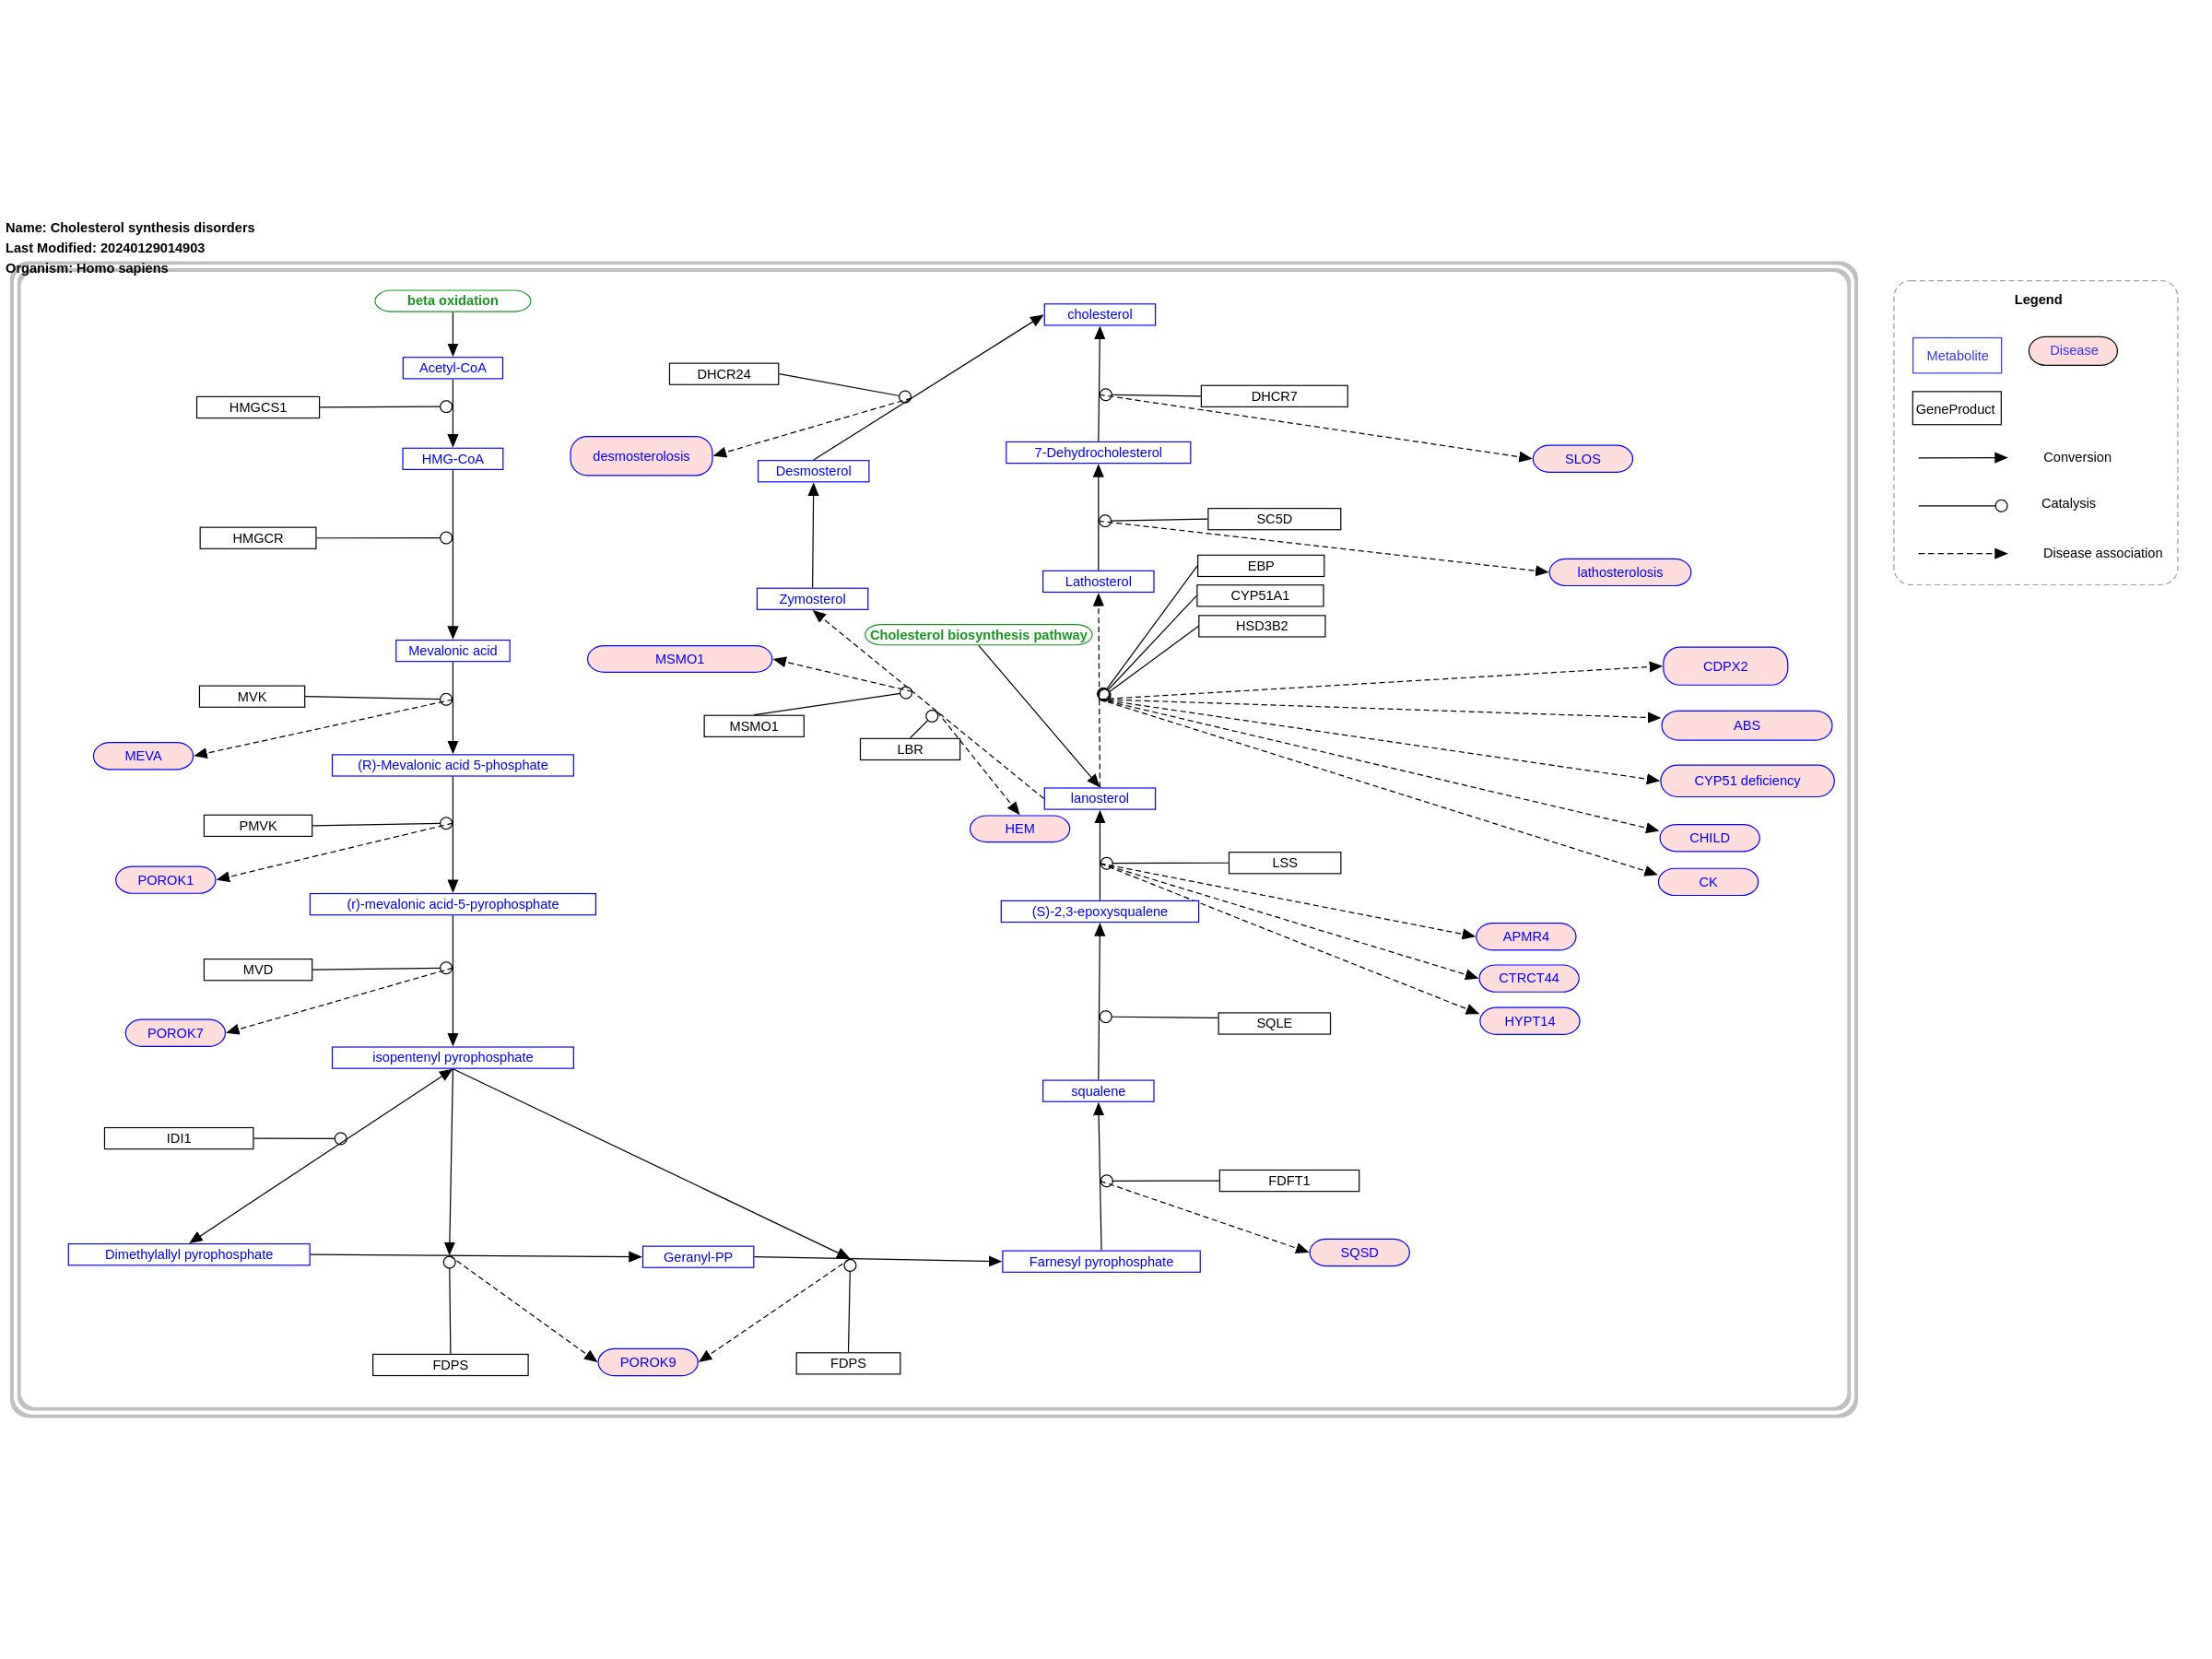 Name: Cholesterol synthesis disorders
Last Modified: 20240129014903
Organism: Homo sapiens
beta oxidation
Acetyl-CoA
HMGCS1
HMG-CoA
HMGCR
Mevalonic acid
MVK
MEVA
(R)-Mevalonic acid 5-phosphate
PMVK
POROK1
(r)-mevalonic acid-5-pyrophosphate
MVD
POROK7
isopentenyl pyrophosphate
IDI1
Dimethylallyl pyrophosphate
Geranyl-PP
Farnesyl pyrophosphate
FDPS
POROK9
FDPS
cholesterol
DHCR24
DHCR7
desmosterolosis
Desmosterol
7-Dehydrocholesterol
SLOS
SC5D
EBP
lathosterolosis
Lathosterol
Zymosterol
CYP51A1
HSD3B2
Cholesterol biosynthesis pathway
MSMO1
CDPX2
MSMO1
ABS
LBR
CYP51 deficiency
lanosterol
HEM
CHILD
LSS
CK
(S)-2,3-epoxysqualene
APMR4
CTRCT44
SQLE
HYPT14
squalene
FDFT1
SQSD
Legend
Metabolite
Disease
GeneProduct
Conversion
Catalysis
Disease association